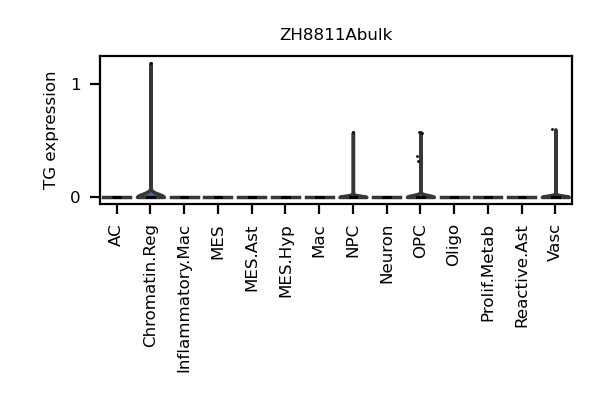 ZH8811Abulk
TG expression
1
0
AC
Chromatin.Reg
Inflammatory.Mac
MES
MES.Ast
MES.Hyp
Mac
NPC
Neuron
OPC
Oligo
Prolif.Metab
Reactive.Ast
Vasc